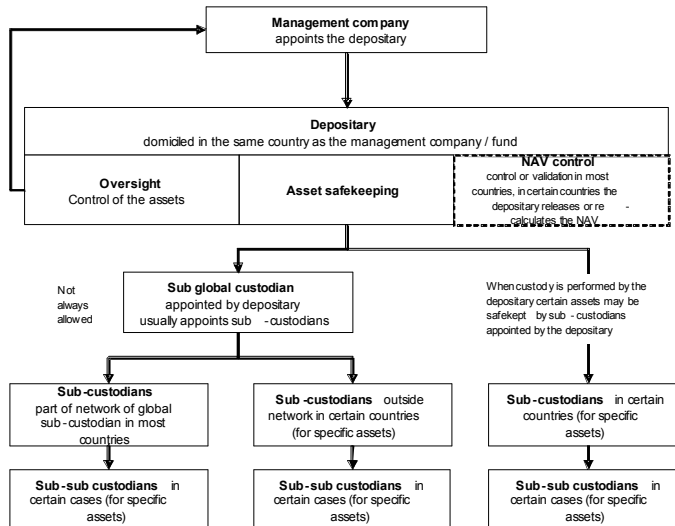 Management company
appoints the depositary
Depositary
domiciled in the same country as the management company / fund
Oversight
Control of the assets
Asset safekeeping
NAV control
control or validation in most
countries, in certain countries the
depositary releases or re -
calculates the NAV
Not
always
allowed
Sub global custodian
appointed by depositary
usually appoints sub -custodians
When custody is performed by the
depositary certain assets may be
safekept by sub - custodians
appointed by the depositary
Sub-custodians
part of network of global
sub-custodian in most
countries
Sub -custodians outside
network in certain countries
(for specific assets)
Sub-custodians in certain
countries (for specific
assets)
Sub-sub custodians in
certain cases (for specific
assets)
Sub-sub custodians in
certain cases (for specific
assets)
Sub-sub custodians in
certain cases (for specific
assets)